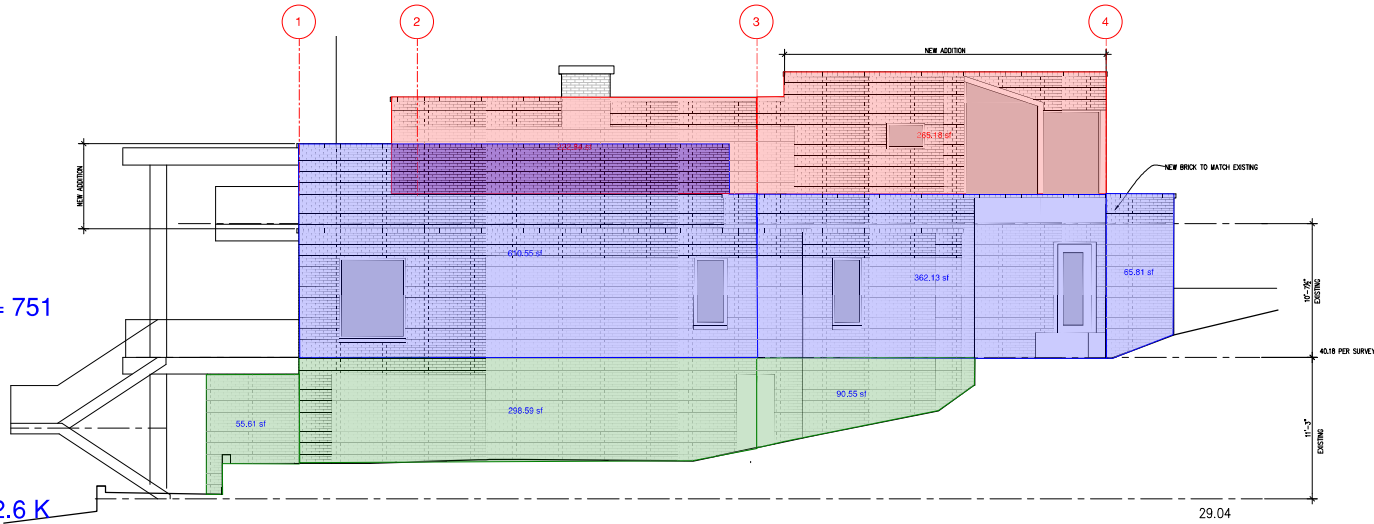 1
2
3
4
NEW ADDITION
265.18 sf
NEW ADDITION
NEW BRICK TO MATCH EXISTING
610.55 sf
362.13 sf
65.81 sf
10'-7½"
EXISTING
= 751
40.18 PER SURVEY
90.55 sf
298.59 sf
55.61 sf
11'-3"
EXISTING
2.6 K
29.04